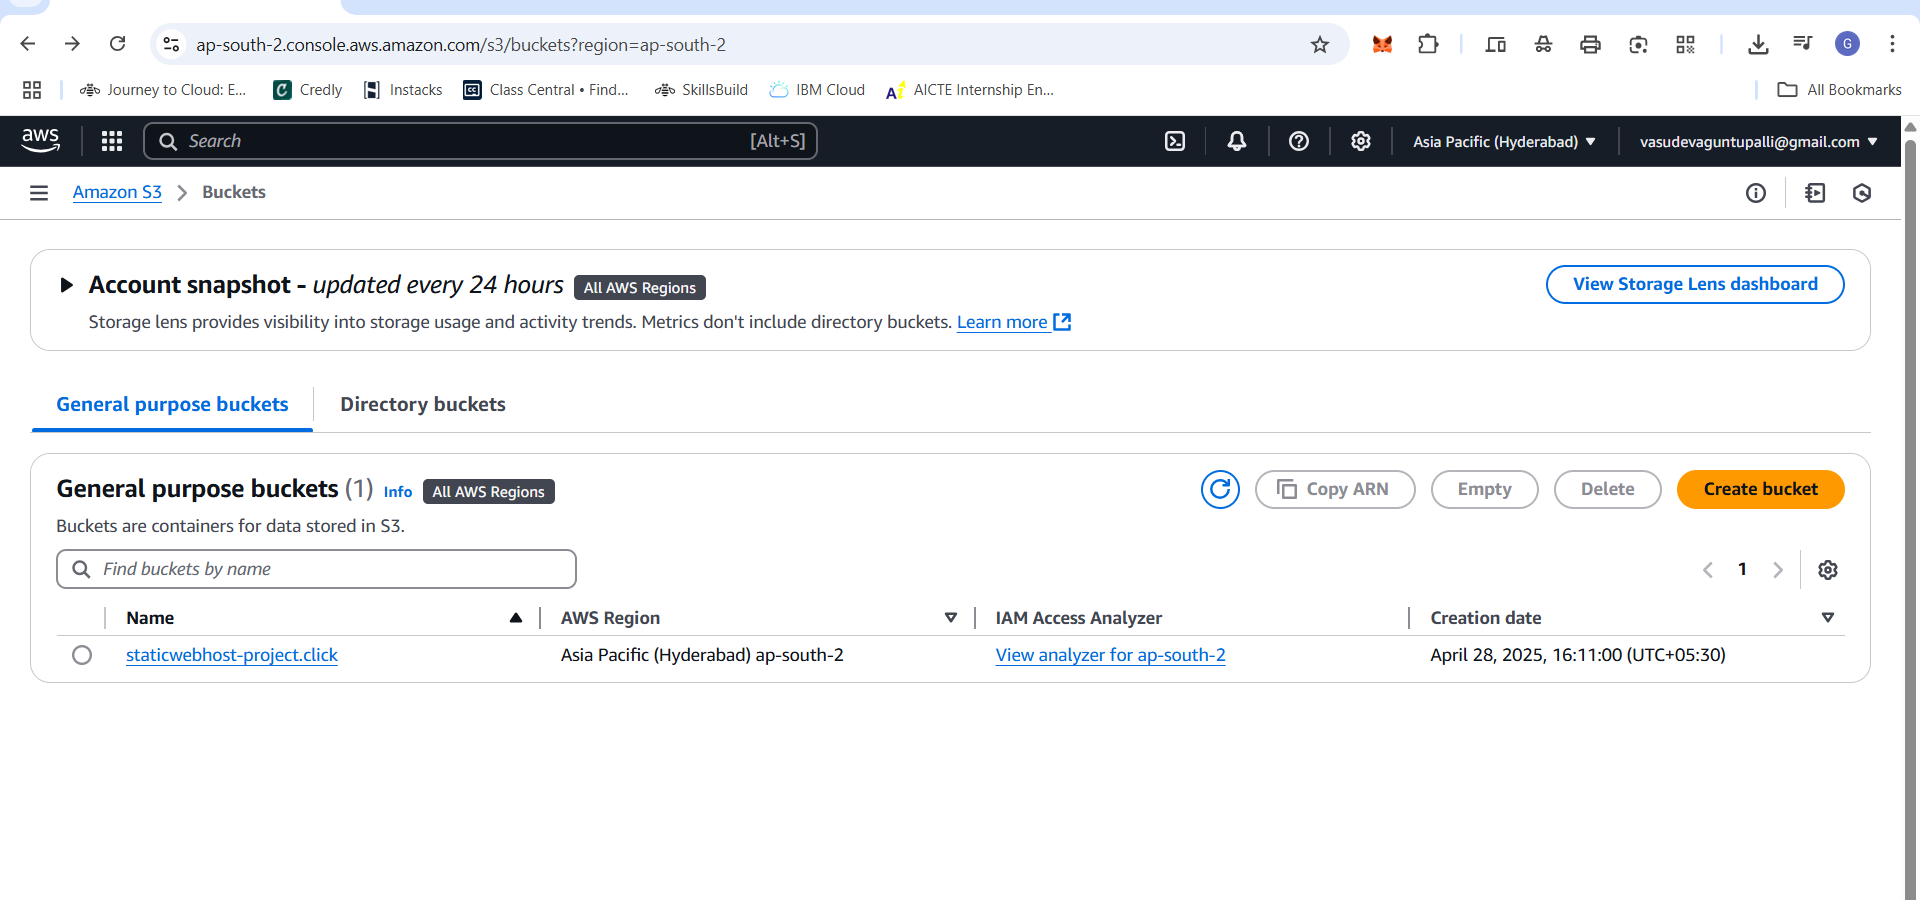 ap-south-2.console.aws.amazon.com/s3/buckets?region=ap-south-2
G
Journey to Cloud: E... Credly Instacks CC Class Central • Find... SkillsBuild IBM Cloud AICTE Internship En... All Bookmarks
aws Search [Alt+S] Asia Pacific (Hyderabad) vasudevaguntupalli@gmail.com
Amazon S3 > Buckets
Account snapshot - updated every 24 hours All AWS Regions View Storage Lens dashboard
Storage lens provides visibility into storage usage and activity trends. Metrics don't include directory buckets. Learn more
General purpose buckets Directory buckets
General purpose buckets (1) Info All AWS Regions Copy ARN Empty Delete Create bucket
Buckets are containers for data stored in S3.
Find buckets by name 1
Name AWS Region IAM Access Analyzer Creation date
staticwebhost-project.click Asia Pacific (Hyderabad) ap-south-2 View analyzer for ap-south-2 April 28, 2025, 16:11:00 (UTC+05:30)